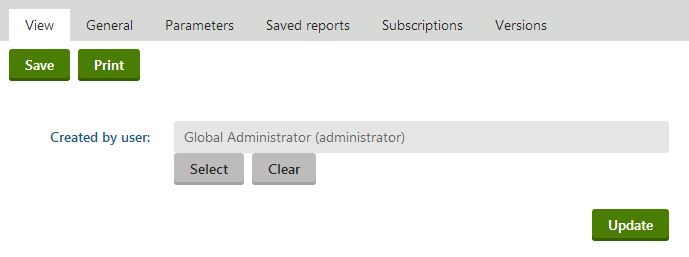 View General Parameters Saved reports Subscriptions Versions
Save Print
Created by user: Global Administrator (administrator)
Select Clear
Update